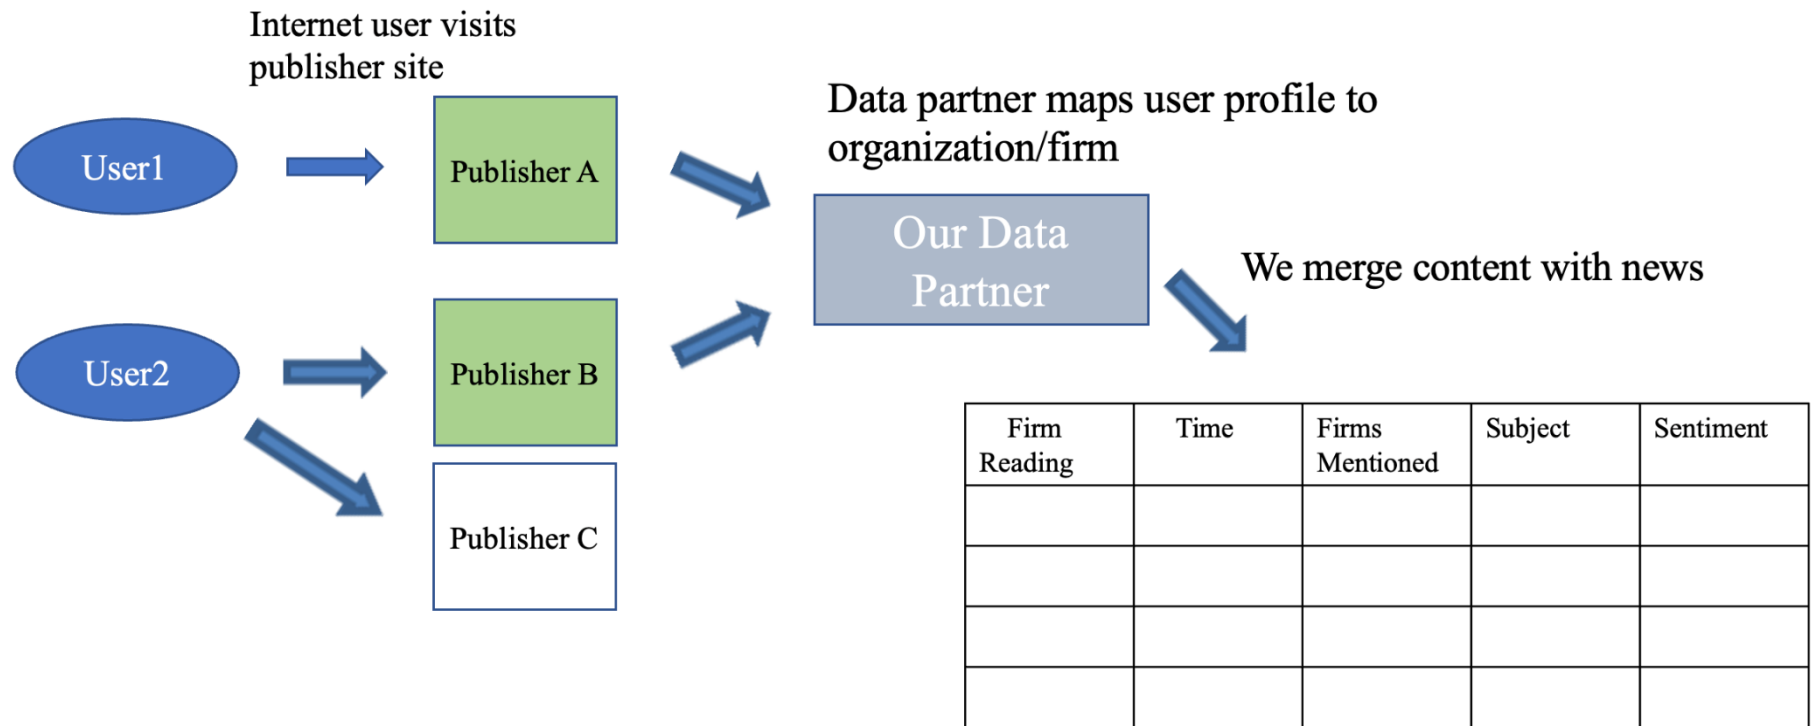 Internet user visits
publisher site
User1
Publisher A
Data partner maps user profile to
organization/firm
Our Data
Partner
We merge content with news
User2
Publisher B
Publisher C
Firm
Reading
Time
Firms
Mentioned
Subject
Sentiment